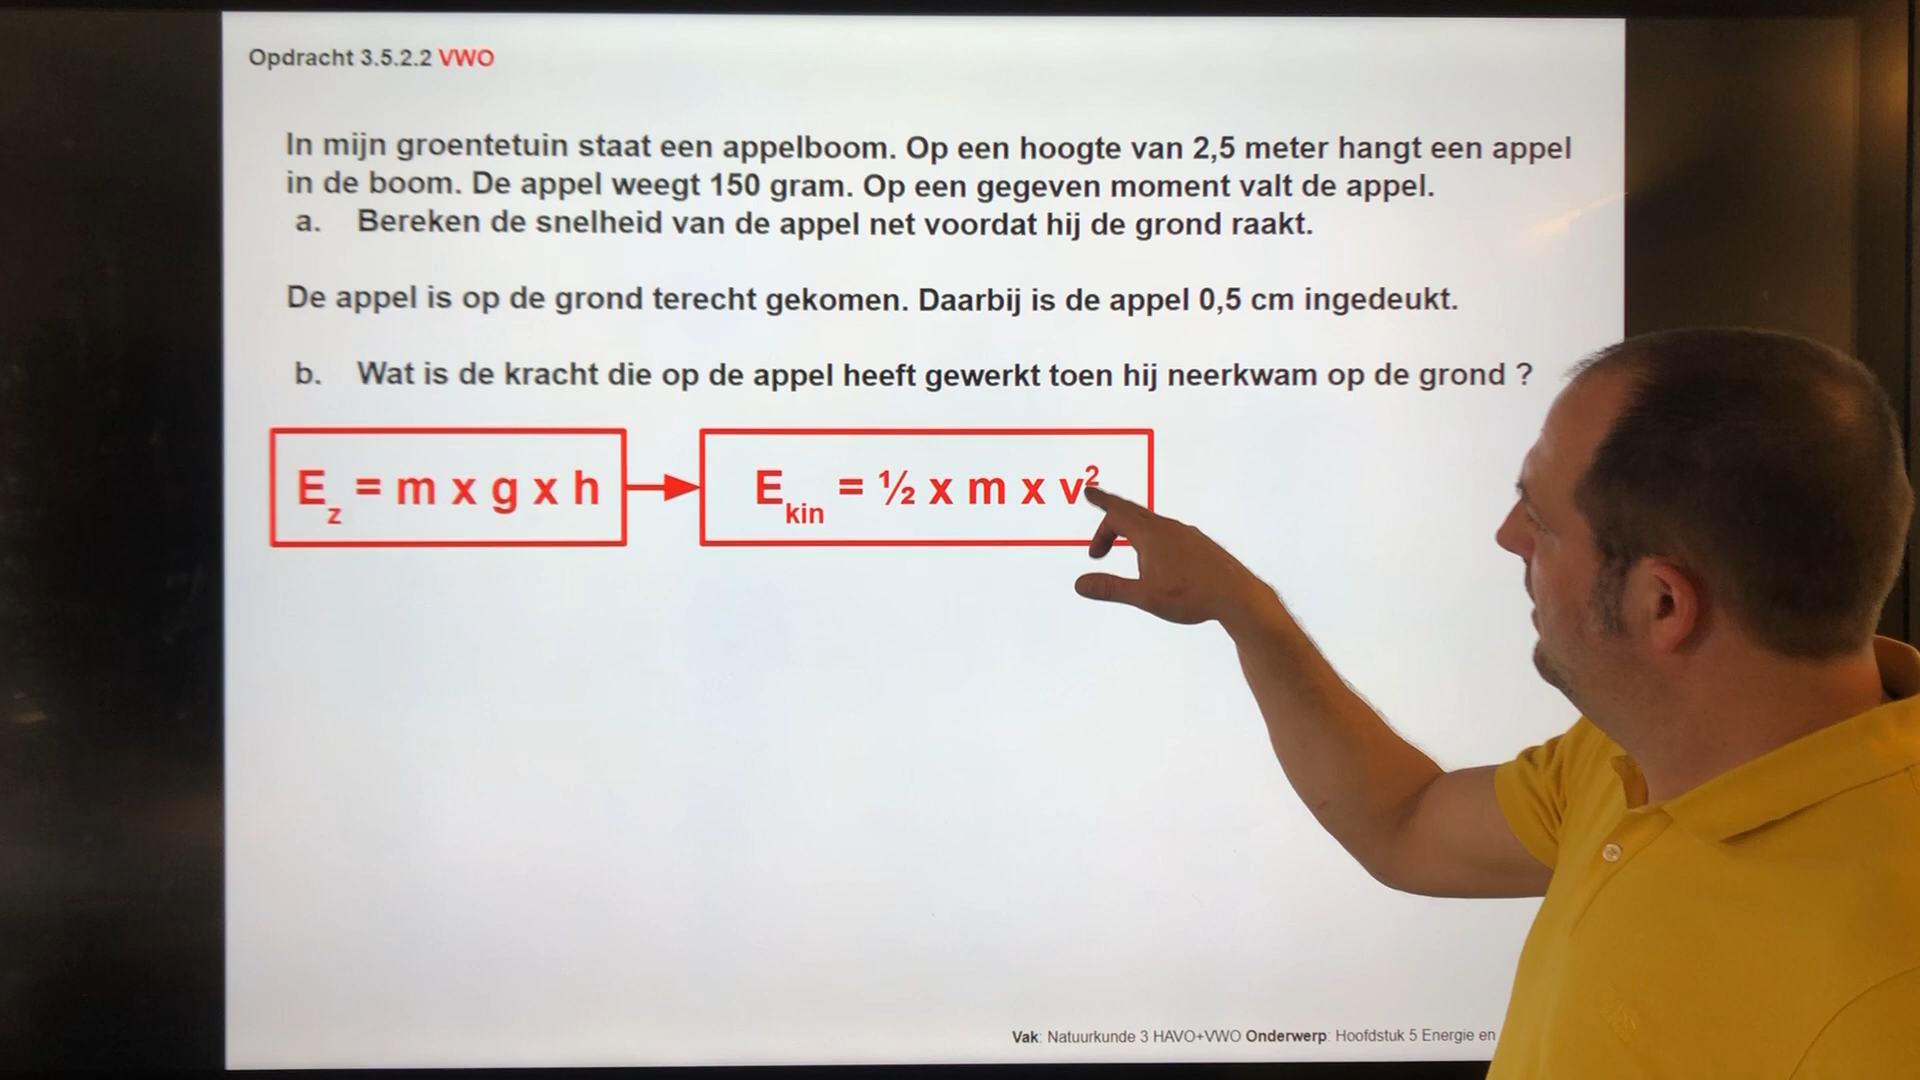 Opdracht 3.5.2.2 VWO
In mijn groentetuin staat een appelboom. Op een hoogte van 2,5 meter hangt een appel
in de boom. De appel weegt 150 gram. Op een gegeven moment valt de appel.
a. Bereken de snelheid van de appel net voordat hij de grond raakt.
De appel is op de grond terecht gekomen. Daarbij is de appel 0,5 cm ingedeukt.
b. Wat is de kracht die op de appel heeft gewerkt toen hij neerkwam op de grond ?
E_z = m x g x h
E_kin = ½ x m x v²
Vak: Natuurkunde 3 HAVO+VWO Onderwerp: Hoofdstuk 5 Energie en